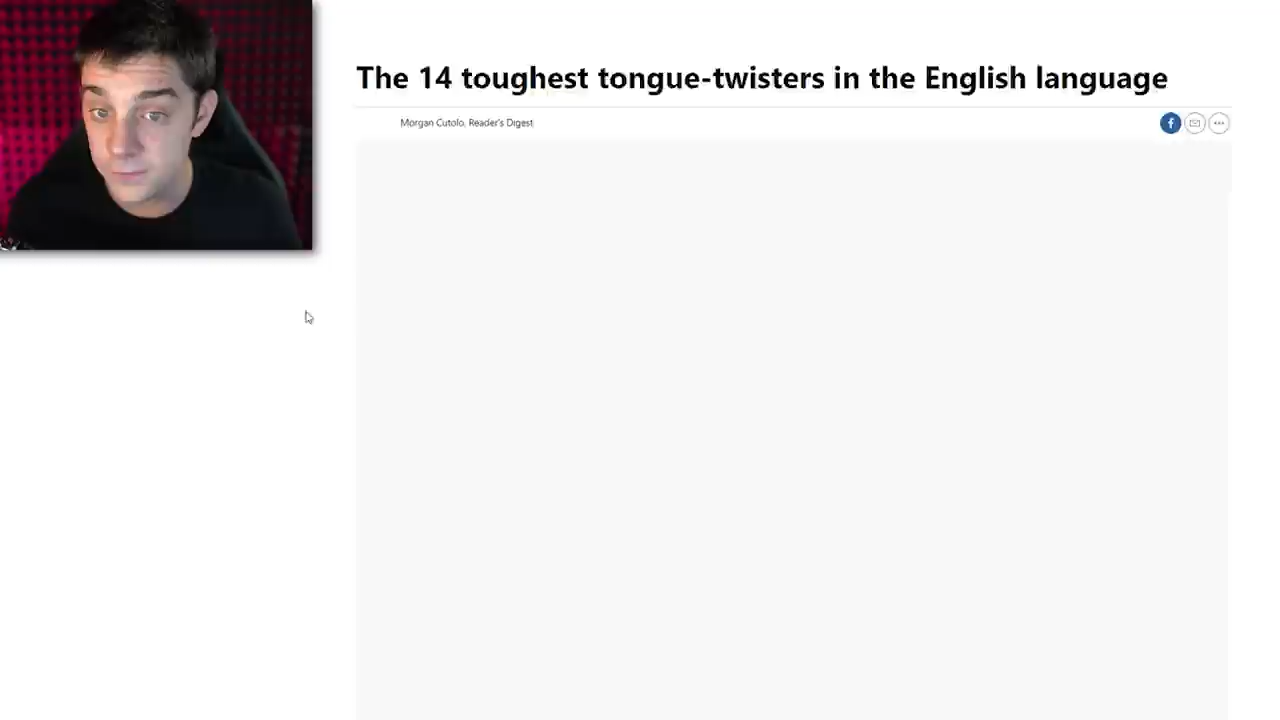 The 14 toughest tongue-twisters in the English language
Morgan Cutolo, Reader's Digest
f